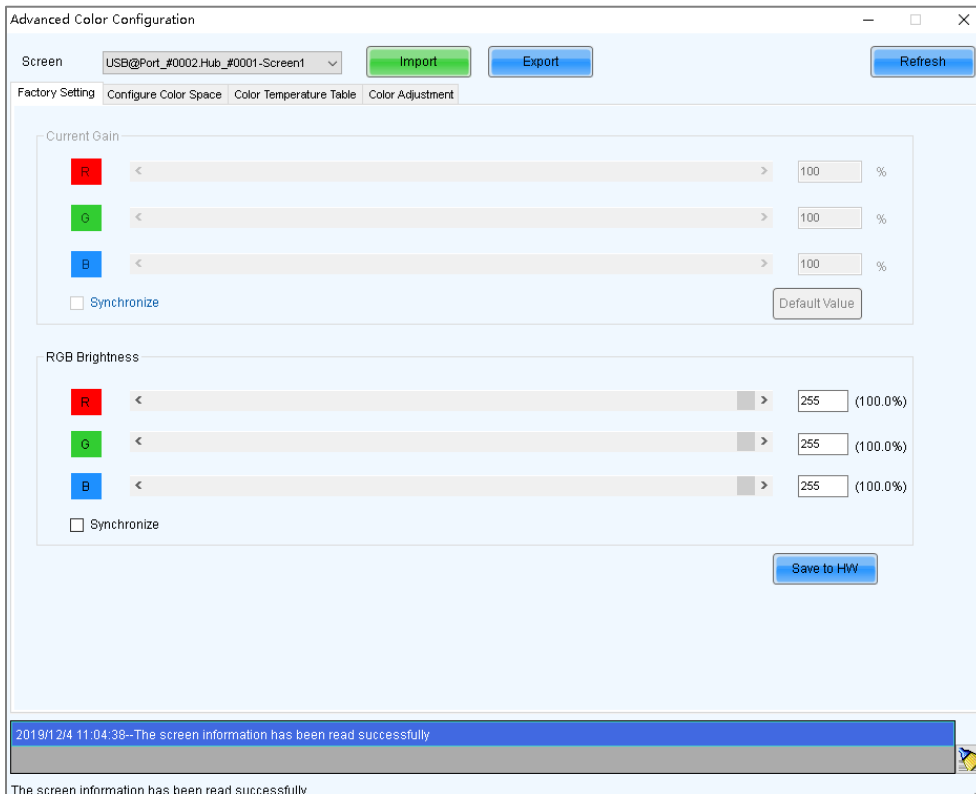 Advanced Color Configuration
Screen USB@Port_#0002.Hub_#0001-Screen1 Import Export Refresh
Factory Setting Configure Color Space Color Temperature Table Color Adjustment
Current Gain
R 100 %
G 100 %
B 100 %
Synchronize Default Value
RGB Brightness
R 255 (100.0%)
G 255 (100.0%)
B 255 (100.0%)
Synchronize
Save to HW
2019/12/4 11:04:38--The screen information has been read successfully
The screen information has been read successfully